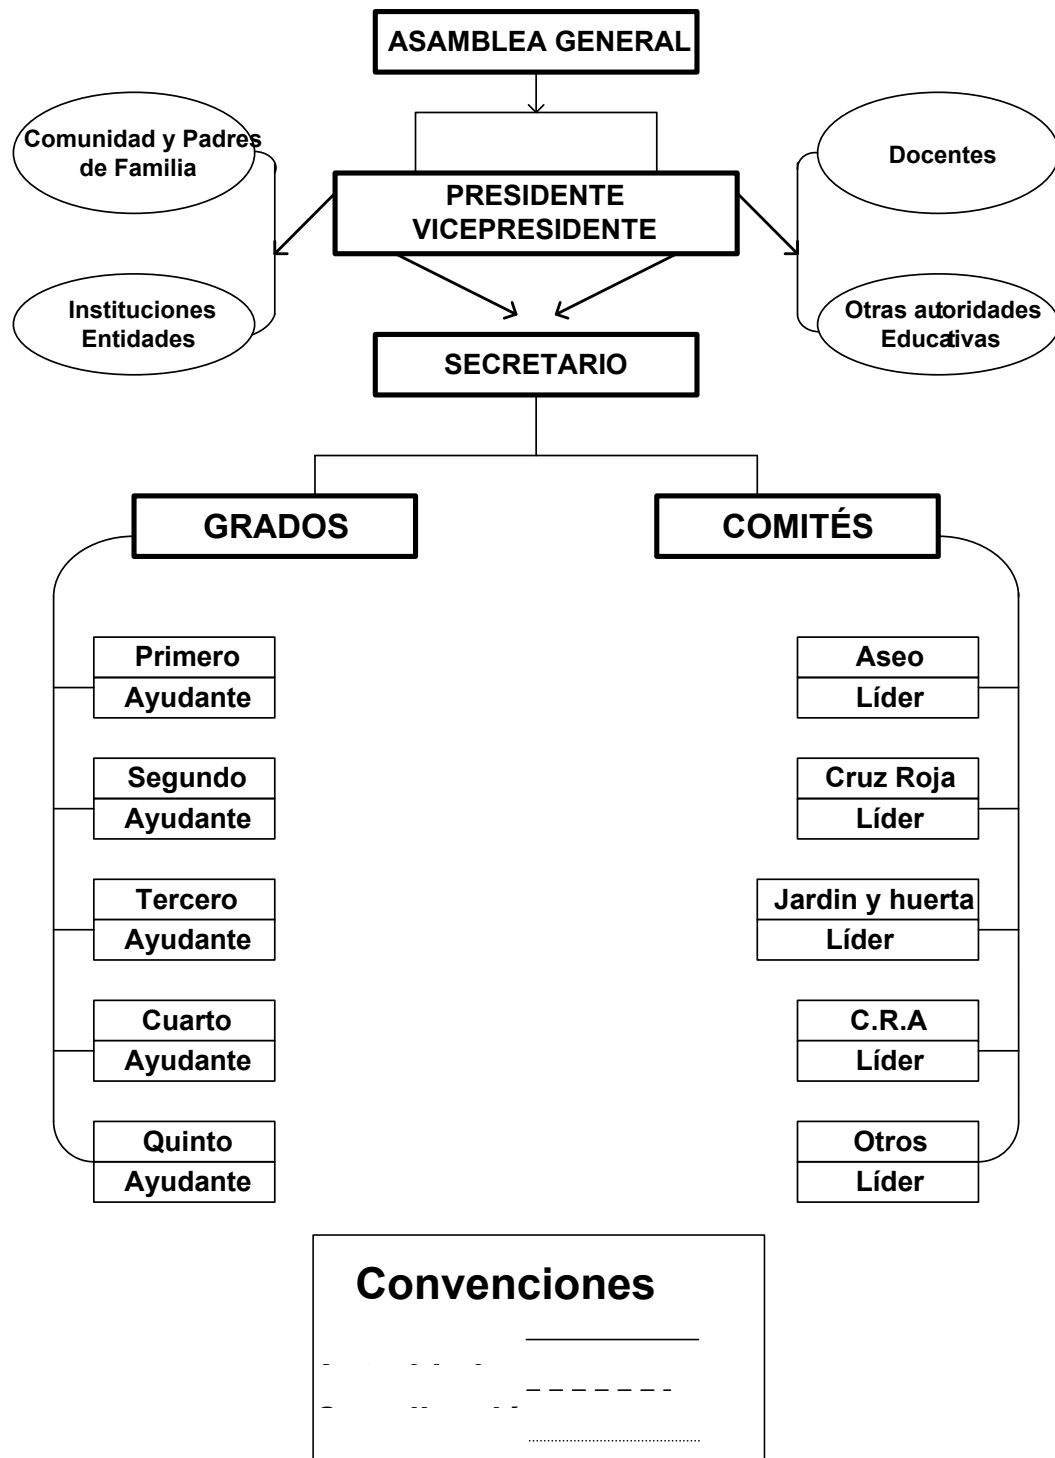 ASAMBLEA GENERAL
Comunidad y Padres
de Familia
Docentes
PRESIDENTE
VICEPRESIDENTE
Instituciones
Entidades
Otras autoridades
Educativas
SECRETARIO
GRADOS
COMITÉS
Primero
Ayudante
Aseo
Líder
Segundo
Ayudante
Cruz Roja
Líder
Tercero
Ayudante
Jardin y huerta
Líder
Cuarto
Ayudante
C.R.A
Líder
Quinto
Ayudante
Otros
Líder
Convenciones